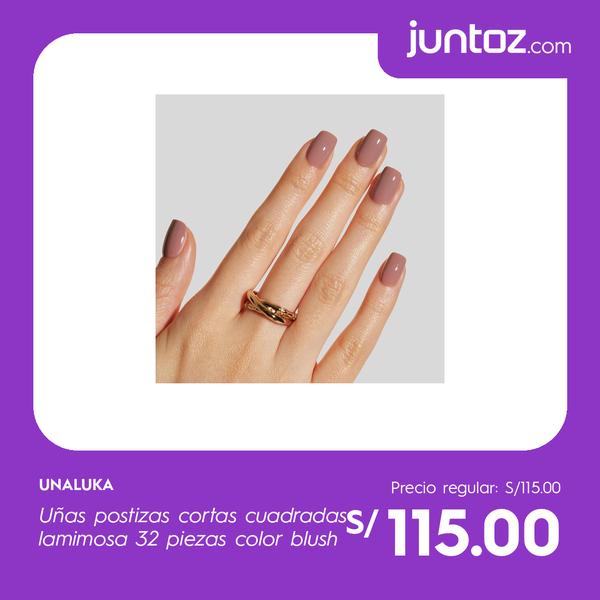 juntoz.com
UNALUKA
Uñas postizas cortas cuadradas
lamimosa 32 piezas color blush
Precio regular: S/115.00
S/ 115.00